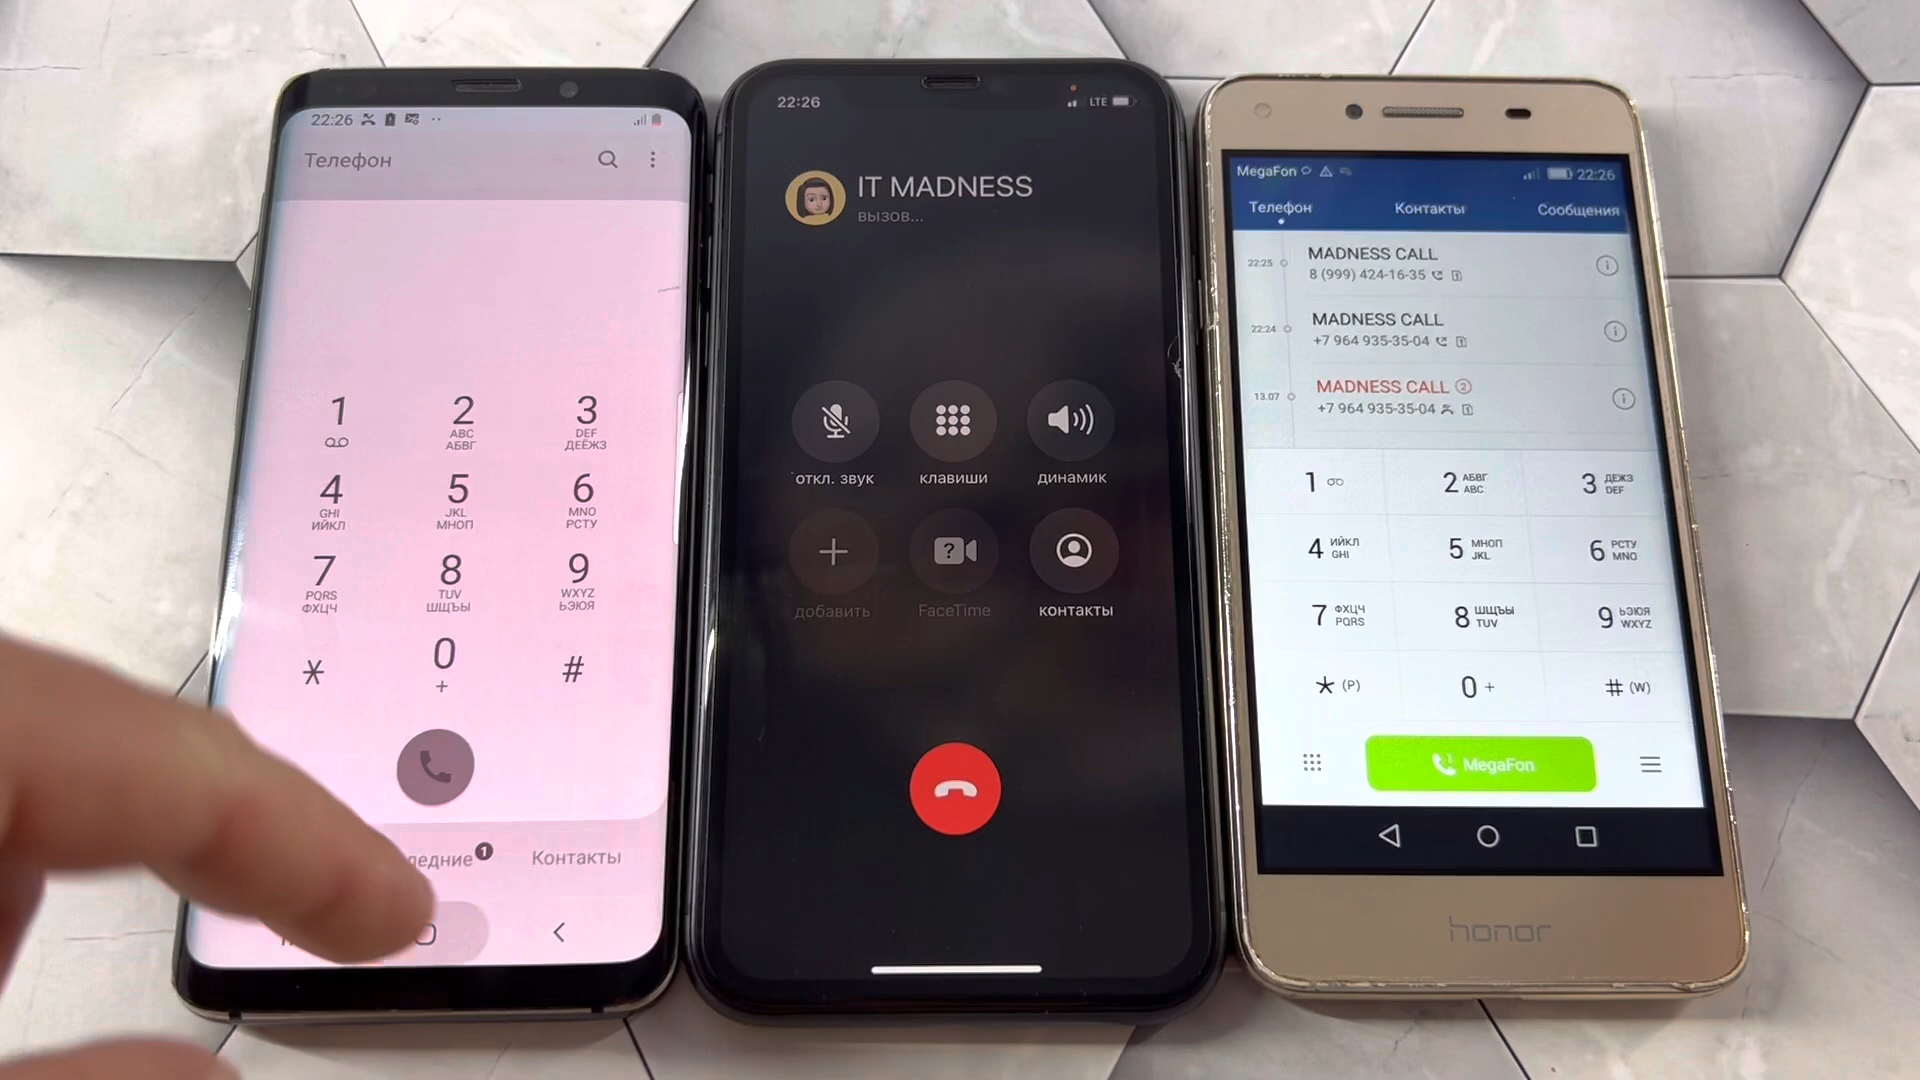 22:26
Телефон
1
2
ABC
АБВГ
3
DEF
ДЕЁЖЗ
4
GHI
ИЙКЛ
5
JKL
МНОП
6
MNO
РСТУ
7
PQRS
ФХЦЧ
8
TUV
ШЩЪЫ
9
WXYZ
ЬЭЮЯ
*
0
+
#
ледние 1
Контакты
22:26
LTE
IT MADNESS
вызов...
откл. звук
клавиши
динамик
добавить
?
FaceTime
контакты
MegaFon
22:26
Телефон
Контакты
Сообщения
22:25
MADNESS CALL
8 (999) 424-16-35
22:24
MADNESS CALL
+7 964 935-35-04
13.07
MADNESS CALL 2
+7 964 935-35-04
1
2 АБВГ
ABC
3 ДЕЖЗ
DEF
4 ИЙКЛ
GHI
5 МНОП
JKL
6 РСТУ
MNO
7 ФХЦЧ
PQRS
8 ШЩЪЫ
TUV
9 ЬЭЮЯ
WXYZ
* (P)
0 +
# (W)
MegaFon
honor